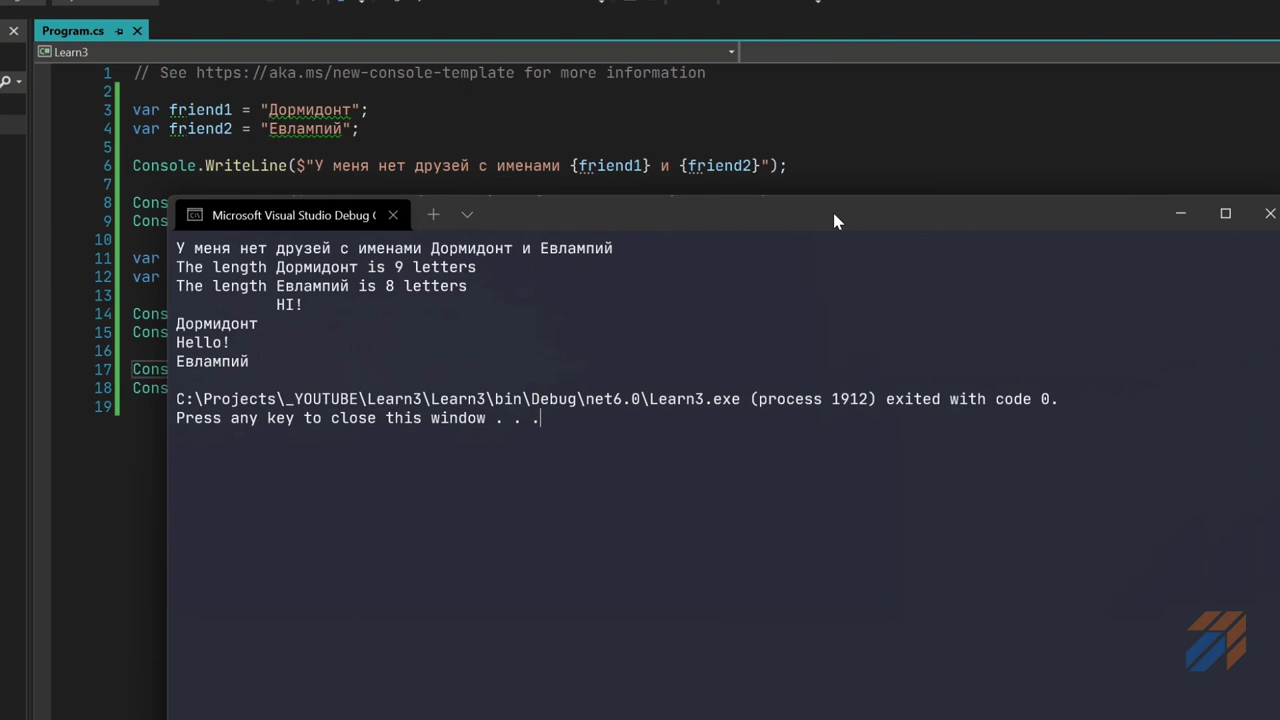 Program.cs
Learn3
1 // See https://aka.ms/new-console-template for more information
2
3 var friend1 = "Дормидонт";
4 var friend2 = "Евлампий";
5
6 Console.WriteLine($"У меня нет друзей с именами {friend1} и {friend2}");
7
8 Cons
9 Cons
10
11 var
12 var
13
14 Cons
15 Cons
16
17 Cons
18 Cons
19
Microsoft Visual Studio Debug C
У меня нет друзей с именами Дормидонт и Евлампий
The length Дормидонт is 9 letters
The length Евлампий is 8 letters
HI!
Дормидонт
Hello!
Евлампий
C:\Projects\_YOUTUBE\Learn3\Learn3\bin\Debug\net6.0\Learn3.exe (process 1912) exited with code 0.
Press any key to close this window . . .